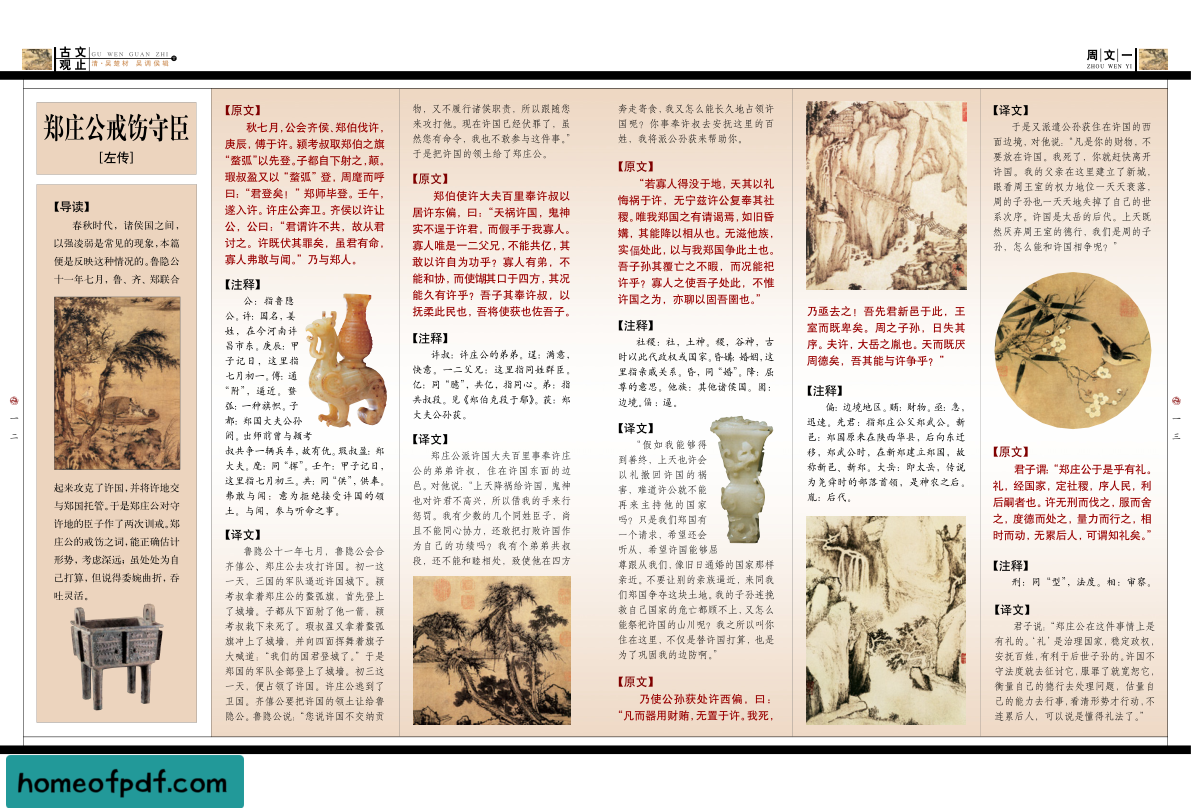 古文
观止
GU WEN GUAN ZHI
清·吴楚材 吴调侯编
周文一
ZHOU WEN YI
郑庄公戒饬守臣
[左传]
【导读】
春秋时代，诸侯国之间，
以强凌弱是常见的现象，本篇
便是反映这种情况的。鲁隐公
十一年七月，鲁、齐、郑联合
起来攻克了许国，并将许地交
与郑国托管。于是郑庄公对守
许地的臣子作了两次训戒。郑
庄公的戒饬之词，能正确估计
形势，考虑深远；虽处处为自
己打算，但说得委婉曲折，吞
吐灵活。
一二
【原文】
秋七月，公会齐侯、郑伯伐许，
庚辰，傅于许。颍考叔取郑伯之旗
“蝥弧”以先登。子都自下射之，颠。
瑕叔盈又以“蝥弧”登，周麾而呼
曰：“君登矣！”郑师毕登。壬午，
遂入许。许庄公奔卫。齐侯以许让
公，公曰：“君谓许不共，故从君
讨之。许既伏其罪矣，虽君有命，
寡人弗敢与闻。”乃与郑人。
【注释】
公：指鲁隐
公。许：国名，姜
姓，在今河南许
昌市东。庚辰：甲
子记日，这里指
七月初一。傅：通
“附”，逼近。蝥
弧：一种旗帜。子
都：郑国大夫公孙
阏。出师前曾与颍考
叔共争一辆兵车，故有仇。瑕叔盈：郑
大夫。麾：同“挥”。壬午：甲子记日，
这里指七月初三。共：同“供”，供奉。
弗敢与闻：意为拒绝接受许国的领
土。与闻，参与听命之事。
【译文】
鲁隐公十一年七月，鲁隐公会合
齐僖公，郑庄公去攻打许国。初一这
一天，三国的军队逼近许国城下。颍
考叔拿着郑庄公的蝥弧旗，首先登上
了城墙。子都从下面射了他一箭，颍
考叔栽下来死了。瑕叔盈又拿着蝥弧
旗冲上了城墙，并向四面挥舞着旗子
大喊道：“我们的国君登城了。”于是
郑国的军队全部登上了城墙。初三这
一天，便占领了许国。许庄公逃到了
卫国。齐僖公要把许国的领土让给鲁
隐公。鲁隐公说：“您说许国不交纳贡
物，又不履行诸侯职责，所以跟随您
来攻打他。现在许国已经伏罪了，虽
然您有命令，我也不敢参与这件事。”
于是把许国的领土给了郑庄公。
【原文】
郑伯使许大夫百里奉许叔以
居许东偏，曰：“天祸许国，鬼神
实不逞于许君，而假手于我寡人。
寡人唯是一二父兄，不能共亿，其
敢以许自为功乎？寡人有弟，不
能和协，而使餬其口于四方，其况
能久有许乎？吾子其奉许叔，以
抚柔此民也，吾将使获也佐吾子。
【注释】
许叔：许庄公的弟弟。逞：满意，
快意。一二父兄：这里指同姓群臣。
亿：同“臆”，共亿，指同心。弟：指
共叔段。见《郑伯克段于鄢》。获：郑
大夫公孙获。
【译文】
郑庄公派许国大夫百里事奉许庄
公的弟弟许叔，住在许国东面的边
邑。对他说：“上天降祸给许国，鬼神
也对许君不高兴，所以借我的手来行
惩罚。我有少数的几个同姓臣子，尚
且不能同心协力，还敢把打败许国作
为自己的功绩吗？我有个弟弟共叔
段，还不能和睦相处，致使他在四方
奔走寄食，我又怎么能长久地占领许
国呢？你事奉许叔去安抚这里的百
姓，我将派公孙获来帮助你。
【原文】
“若寡人得没于地，天其以礼
悔祸于许，无宁兹许公复奉其社
稷。唯我郑国之有请谒焉，如旧昏
媾，其能降以相从也。无滋他族，
实偪处此，以与我郑国争此土也。
吾子孙其覆亡之不暇，而况能祀
许乎？寡人之使吾子处此，不惟
许国之为，亦聊以固吾圉也。”
【注释】
社稷：社，土神。稷，谷神，古
时以此代政权或国家。昏媾：婚姻，这
里指亲戚关系。昏，同“婚”。降：屈
尊的意思。他族：其他诸侯国。圉：
边境。偪：逼。
【译文】
“假如我能够得
到善终，上天也许会
以礼撤回许国的祸
害，难道许公就不能
再来主持他的国家
吗？只是我们郑国有
一个请求，希望还会
听从，希望许国能够屈
尊跟从我们，像旧日通婚的国家那样
亲近。不要让别的亲族逼近，来同我
们郑国争夺这块土地。我的子孙连挽
救自己国家的危亡都顾不上，又怎么
能祭祀许国的山川呢？我之所以叫你
住在这里，不仅是替许国打算，也是
为了巩固我的边防啊。”
【原文】
乃使公孙获处许西偏，曰：
“凡而器用财贿，无置于许。我死，
乃亟去之！吾先君新邑于此，王
室而既卑矣。周之子孙，日失其
序。夫许，大岳之胤也。天而既厌
周德矣，吾其能与许争乎？”
【注释】
偏：边境地区。贿：财物。亟：急，
迅速。先君：指郑庄公父郑武公。新
邑：郑国原来在陕西华县，后向东迁
移，郑武公时，在新郑建立郑国，故
称新邑、新郑。大岳：即太岳，传说
为尧舜时的部落首领，是神农之后。
胤：后代。
【译文】
于是又派遣公孙获住在许国的西
面边境，对他说：“凡是你的财物，不
要放在许国。我死了，你就赶快离开
许国。我的父亲在这里建立了新城，
眼看周王室的权力地位一天天衰落，
周的子孙也一天天地失掉了自己的世
系次序。许国是太岳的后代。上天既
然厌弃周王室的德行，我们是周的子
孙，怎么能和许国相争呢？”
【原文】
君子谓：“郑庄公于是乎有礼。
礼，经国家，定社稷，序人民，利
后嗣者也。许无刑而伐之，服而舍
之，度德而处之，量力而行之，相
时而动，无累后人，可谓知礼矣。”
【注释】
刑：同“型”，法度。相：审察。
【译文】
君子说：“郑庄公在这件事情上是
有礼的。‘礼’是治理国家，稳定政权，
安抚百姓，有利于后世子孙的。许国不
守法度就去征讨它，服罪了就宽恕它，
衡量自己的德行去处理问题，估量自
己的能力去行事，看清形势才行动，不
连累后人，可以说是懂得礼法了。”
一三
homeofpdf.com